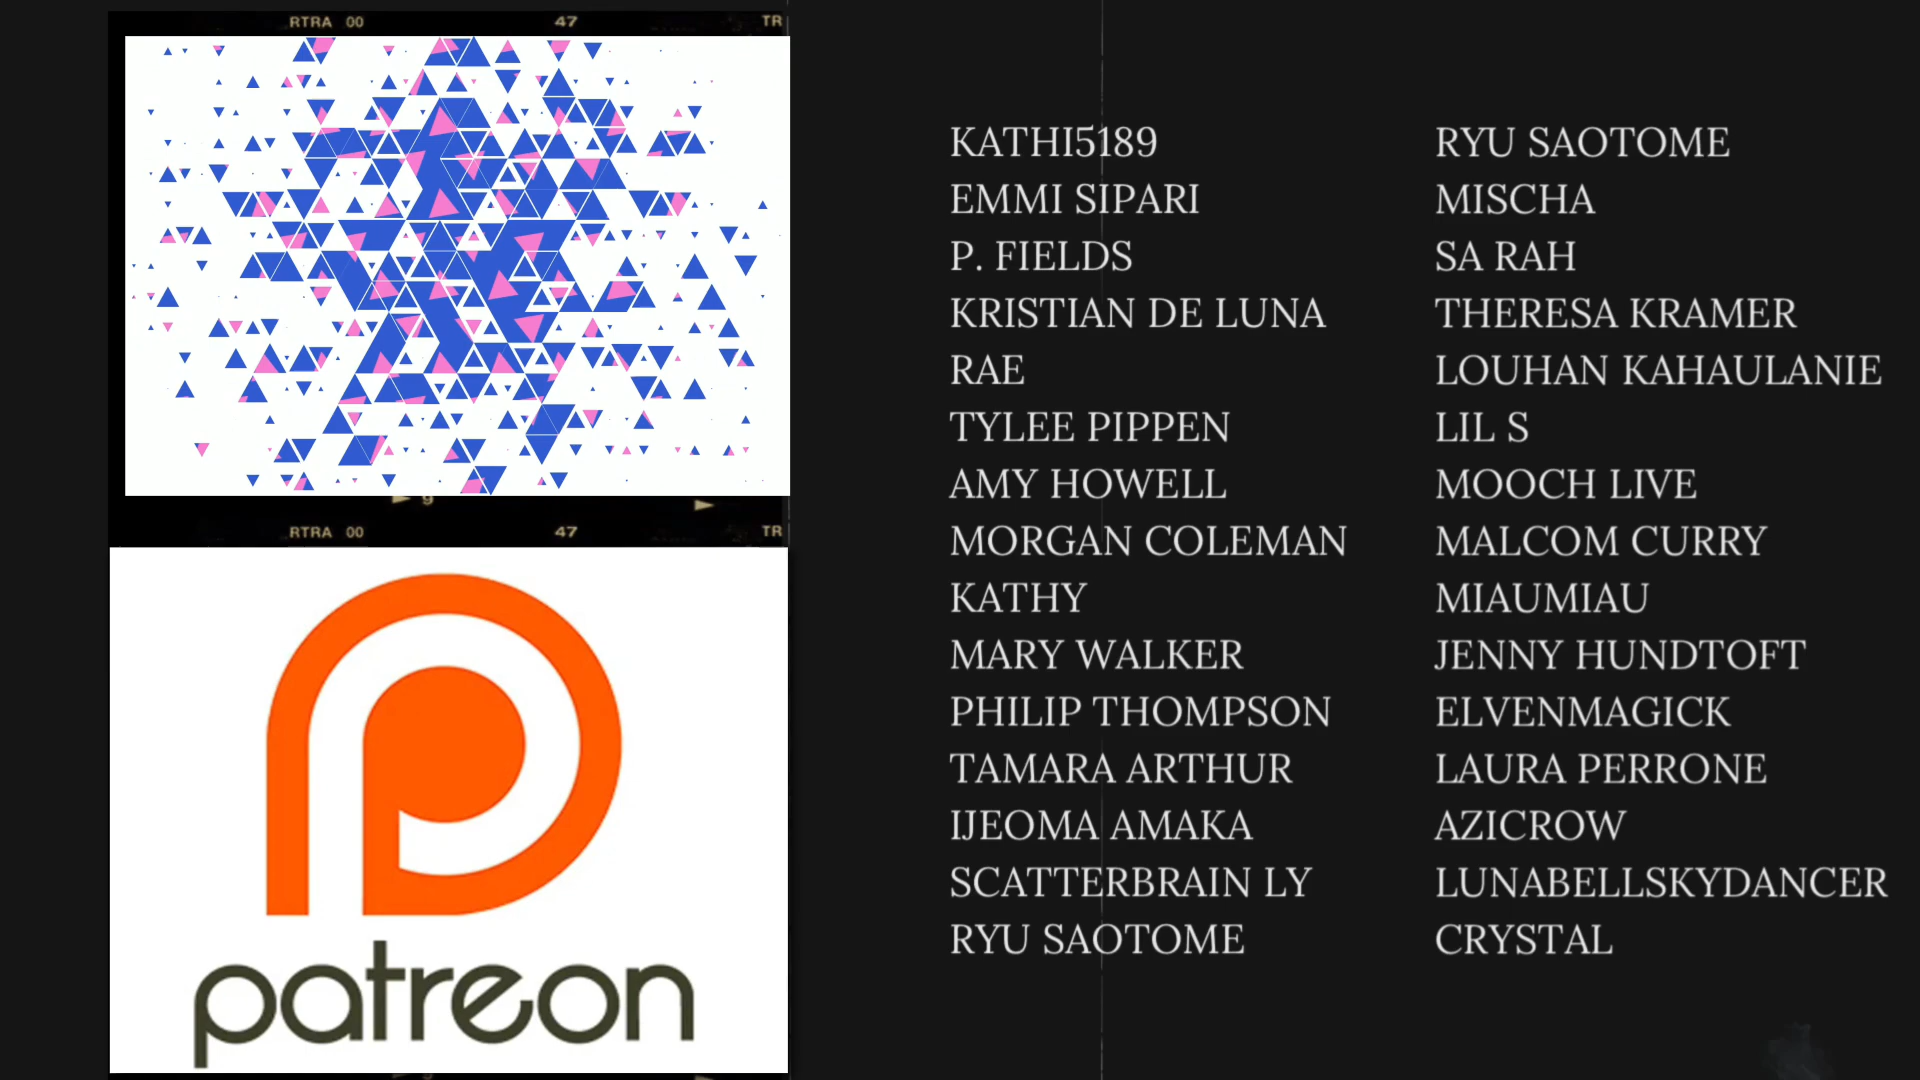 RTRA 00 47 TR
9
RTRA 00 47 TR
patreon
KATHI5189
EMMI SIPARI
P. FIELDS
KRISTIAN DE LUNA
RAE
TYLEE PIPPEN
AMY HOWELL
MORGAN COLEMAN
KATHY
MARY WALKER
PHILIP THOMPSON
TAMARA ARTHUR
IJEOMA AMAKA
SCATTERBRAIN LY
RYU SAOTOME
RYU SAOTOME
MISCHA
SA RAH
THERESA KRAMER
LOUHAN KAHAULANIE
LIL S
MOOCH LIVE
MALCOM CURRY
MIAUMIAU
JENNY HUNDTOFT
ELVENMAGICK
LAURA PERRONE
AZICROW
LUNABELLSKYDANCER
CRYSTAL